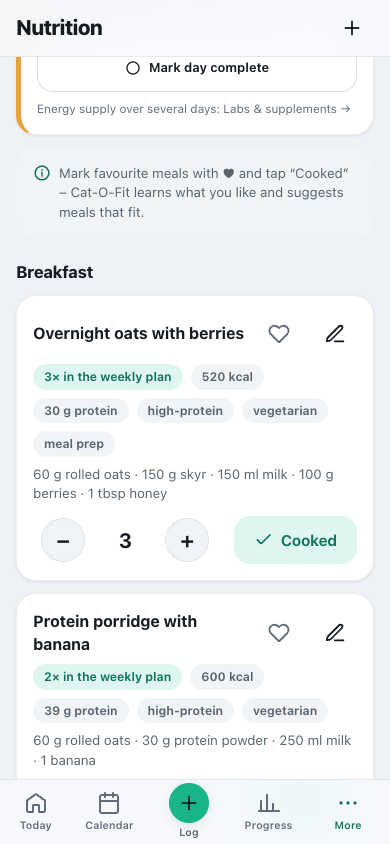 Nutrition
Mark day complete
Energy supply over several days: Labs & supplements →
Mark favourite meals with ♥ and tap “Cooked”
– Cat-O-Fit learns what you like and suggests
meals that fit.
Breakfast
Overnight oats with berries
3× in the weekly plan 520 kcal
30 g protein high-protein vegetarian
meal prep
60 g rolled oats · 150 g skyr · 150 ml milk · 100 g
berries · 1 tbsp honey
− 3 + Cooked
Protein porridge with
banana
2× in the weekly plan 600 kcal
39 g protein high-protein vegetarian
60 g rolled oats · 30 g protein powder · 250 ml milk
· 1 banana
Today Calendar Log Progress More